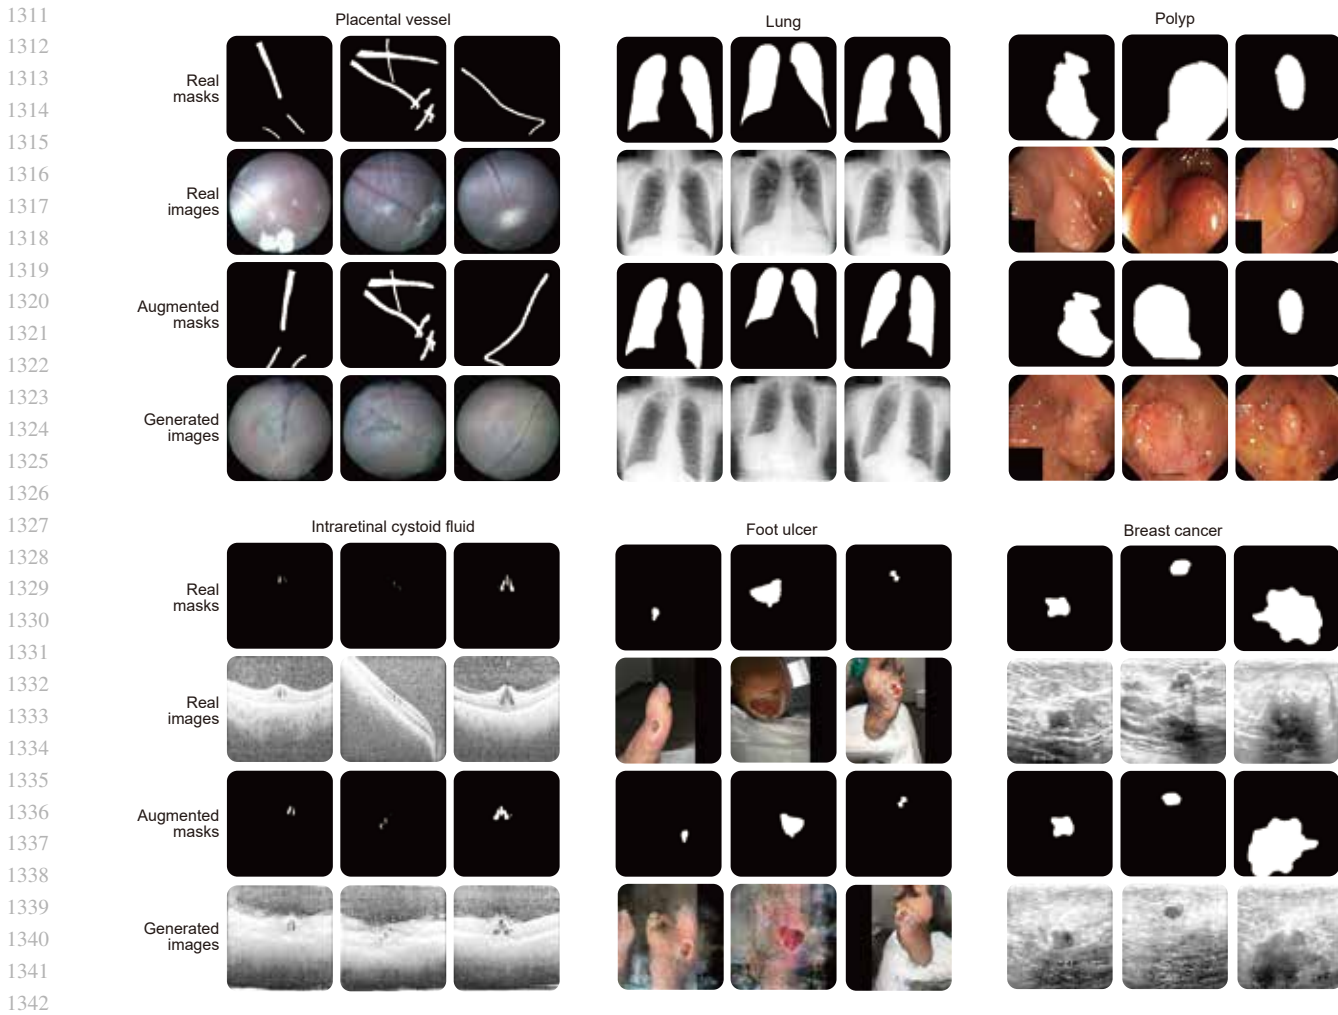 1311
1312
1313
1314
1315
1316
1317
1318
1319
1320
1321
1322
1323
1324
1325
1326
1327
1328
1329
1330
1331
1332
1333
1334
1335
1336
1337
1338
1339
1340
1341
1342
Placental vessel
Lung
Polyp
Real
masks
Real
images
Augmented
masks
Generated
images
Intraretinal cystoid fluid
Foot ulcer
Breast cancer
Real
masks
Real
images
Augmented
masks
Generated
images